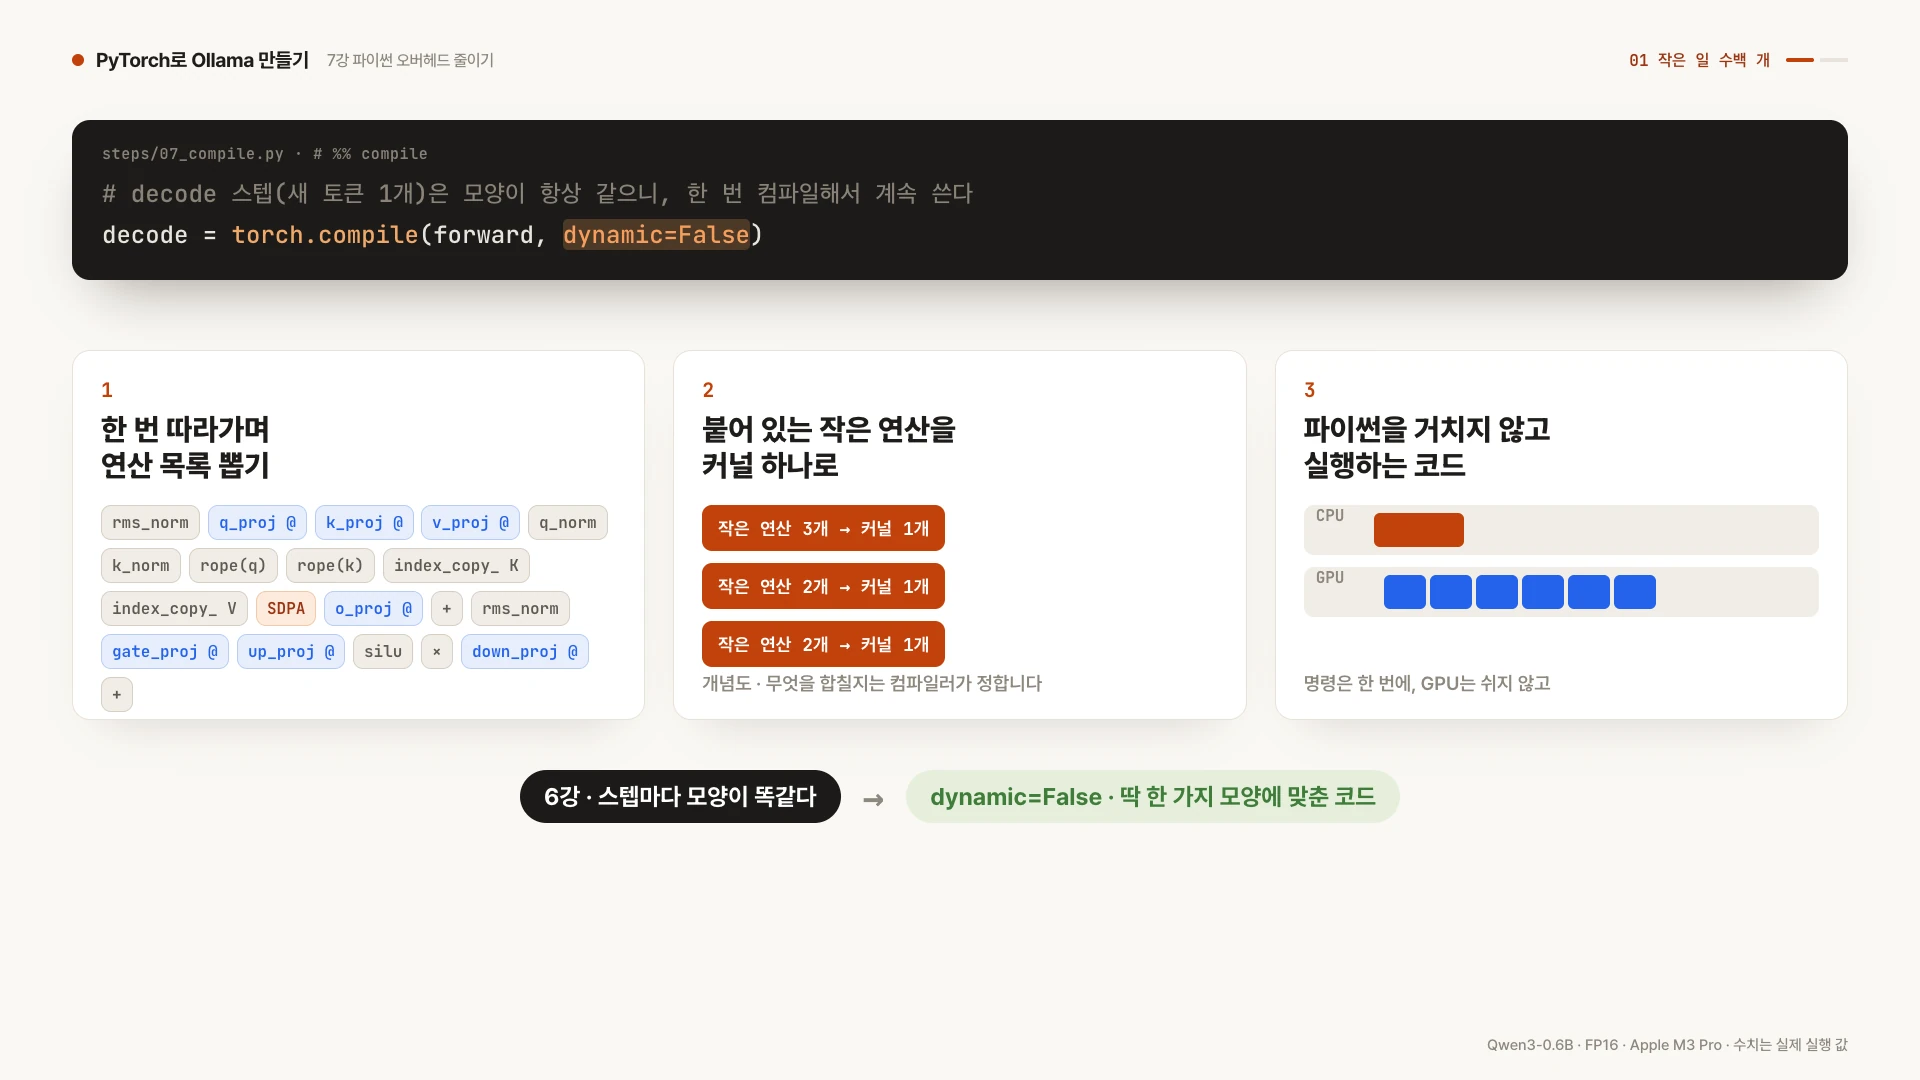 PyTorch로 Ollama 만들기 7강 파이썬 오버헤드 줄이기
01 작은 일 수백 개
steps/07_compile.py · # %% compile
# decode 스텝(새 토큰 1개)은 모양이 항상 같으니, 한 번 컴파일해서 계속 쓴다
decode = torch.compile(forward, dynamic=False)
1
한 번 따라가며
연산 목록 뽑기
rms_norm q_proj @ k_proj @ v_proj @ q_norm
k_norm rope(q) rope(k) index_copy_ K
index_copy_ V SDPA o_proj @ + rms_norm
gate_proj @ up_proj @ silu × down_proj @
+
2
붙어 있는 작은 연산을
커널 하나로
작은 연산 3개 → 커널 1개
작은 연산 2개 → 커널 1개
작은 연산 2개 → 커널 1개
개념도 · 무엇을 합칠지는 컴파일러가 정합니다
3
파이썬을 거치지 않고
실행하는 코드
CPU
GPU
명령은 한 번에, GPU는 쉬지 않고
6강 · 스텝마다 모양이 똑같다 → dynamic=False · 딱 한 가지 모양에 맞춘 코드
Qwen3-0.6B · FP16 · Apple M3 Pro · 수치는 실제 실행 값